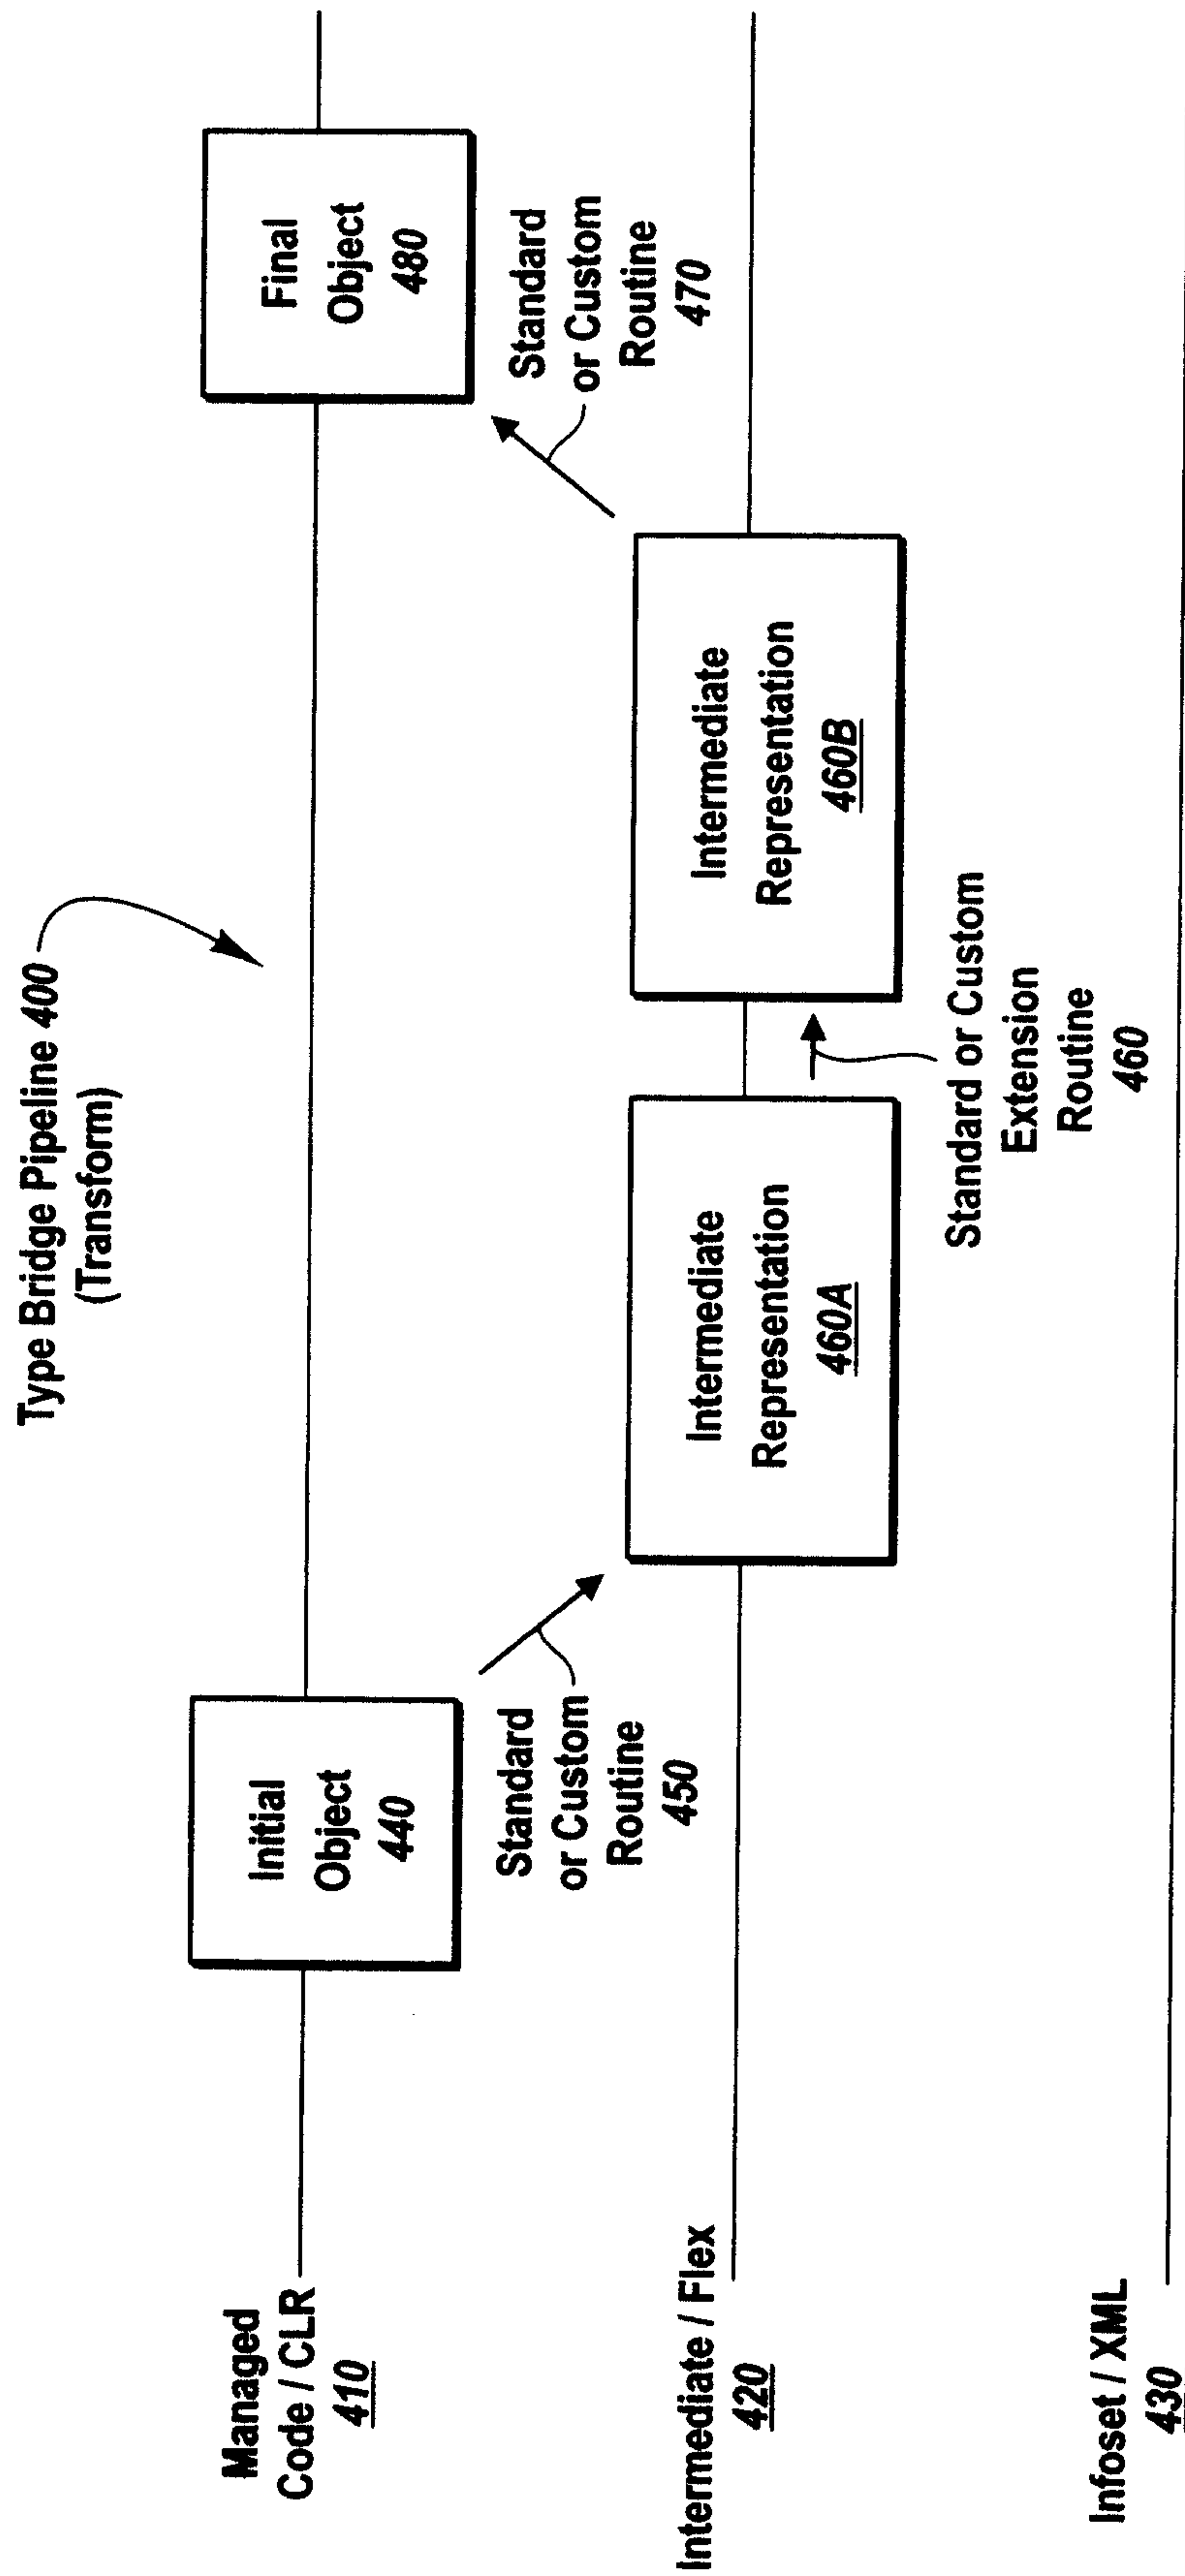 Type Bridge Pipeline 400
(Transform)
Managed
Code / CLR
410
Initial
Object
440
Final
Object
480
Standard
or Custom
Routine
450
Standard
or Custom
Routine
470
Intermediate / Flex
420
Intermediate
Representation
460A
Intermediate
Representation
460B
Standard or Custom
Extension
Routine
460
Infoset / XML
430